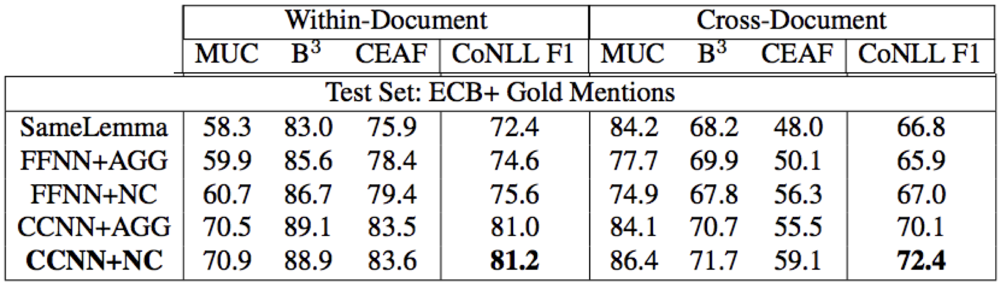 Within-Document Cross-Document
MUC B³ CEAF CoNLL F1 MUC B³ CEAF CoNLL F1
Test Set: ECB+ Gold Mentions
SameLemma 58.3 83.0 75.9 72.4 84.2 68.2 48.0 66.8
FFNN+AGG 59.9 85.6 78.4 74.6 77.7 69.9 50.1 65.9
FFNN+NC 60.7 86.7 79.4 75.6 74.9 67.8 56.3 67.0
CCNN+AGG 70.5 89.1 83.5 81.0 84.1 70.7 55.5 70.1
CCNN+NC 70.9 88.9 83.6 81.2 86.4 71.7 59.1 72.4